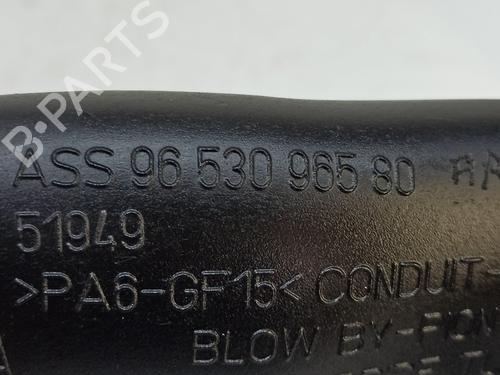 B-PARTS
ASS 96 530 965 80
51949
>PA6-GF15< CONDUIT-
BLOW BY-